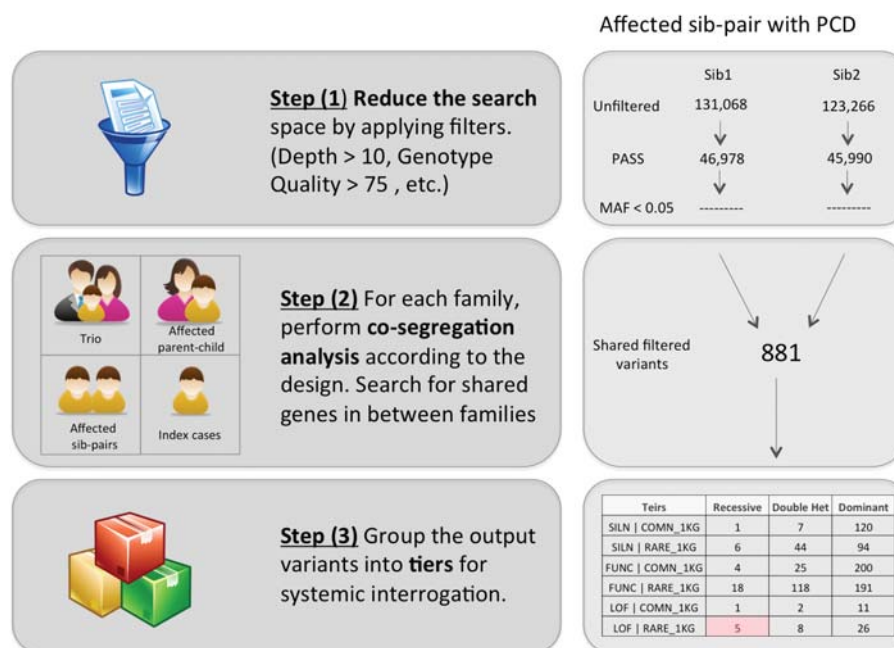 Affected sib-pair with PCD
Step (1) Reduce the search
space by applying filters.
(Depth > 10, Genotype
Quality > 75 , etc.)
Sib1 Sib2
Unfiltered 131,068 123,266
PASS 46,978 45,990
MAF < 0.05 --------- ---------
Trio
Affected
parent-child
Affected
sib-pairs
Index cases
Step (2) For each family,
perform co-segregation
analysis according to the
design. Search for shared
genes in between families
Shared filtered
variants
881
Step (3) Group the output
variants into tiers for
systemic interrogation.
Teirs Recessive Double Het Dominant
SILN | COMN_1KG 1 7 120
SILN | RARE_1KG 6 44 94
FUNC | COMN_1KG 4 25 200
FUNC | RARE_1KG 18 118 191
LOF | COMN_1KG 1 2 11
LOF | RARE_1KG 5 8 26